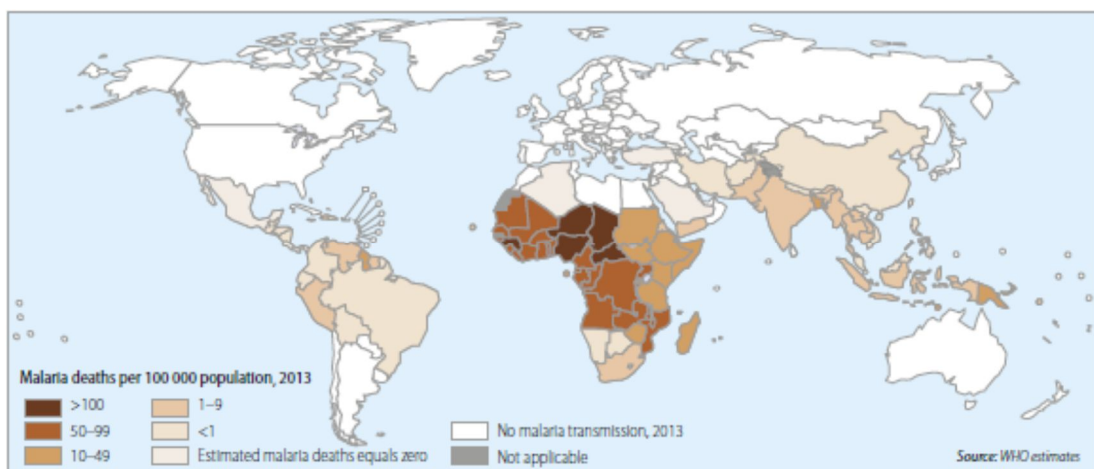 Malaria deaths per 100 000 population, 2013
>100
50–99
10–49
1–9
<1
Estimated malaria deaths equals zero
No malaria transmission, 2013
Not applicable
Source: WHO estimates